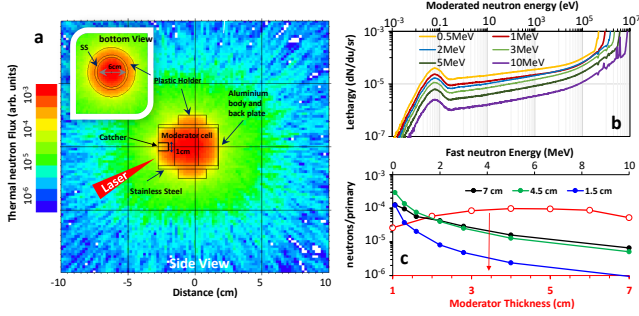 a
bottom View
SS
6cm
Plastic Holder
Aluminium
body and
back plate
Catcher
Moderator cell
1cm
Laser
Stainless Steel
Side View
Thermal neutron Flux (arb. units)
10⁻³
10⁻⁴
10⁵
10⁶
-10 -5 0 5 10
Distance (cm)
Moderated neutron energy (eV)
10⁻³ 10⁻¹ 10¹ 10³ 10⁵ 10⁷
Lethargy (dN/du/sr)
10⁻³
10⁻⁵
10⁻⁷
0.5MeV 1MeV
2MeV 3MeV
5MeV 10MeV
b
Fast neutron Energy (MeV)
0 2 4 6 8 10
neutrons/primary
10⁻³
10⁻⁴
10⁻⁵
10⁻⁶
7 cm 4.5 cm 1.5 cm
c
1 3 5 7
Moderator Thickness (cm)